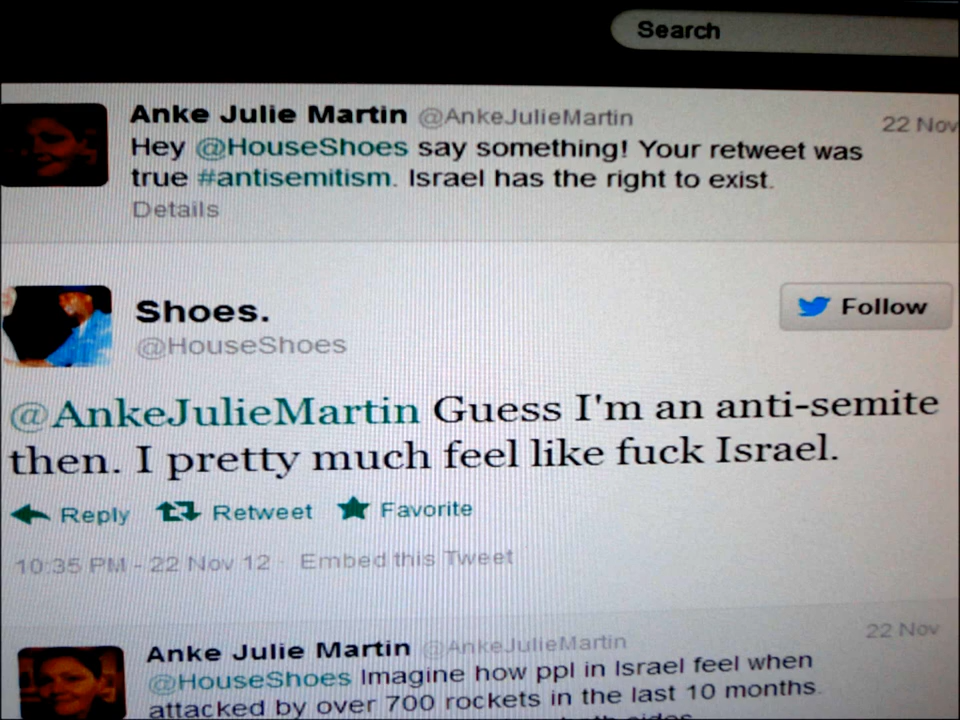 Search
Anke Julie Martin @AnkeJulieMartin
22 Nov
Hey @HouseShoes say something! Your retweet was
true #antisemitism. Israel has the right to exist.
Details
Shoes.
@HouseShoes
Follow
@AnkeJulieMartin Guess I'm an anti-semite
then. I pretty much feel like fuck Israel.
Reply Retweet Favorite
10:35 PM - 22 Nov 12 · Embed this Tweet
Anke Julie Martin @AnkeJulieMartin
22 Nov
@HouseShoes Imagine how ppl in Israel feel when
attacked by over 700 rockets in the last 10 months.